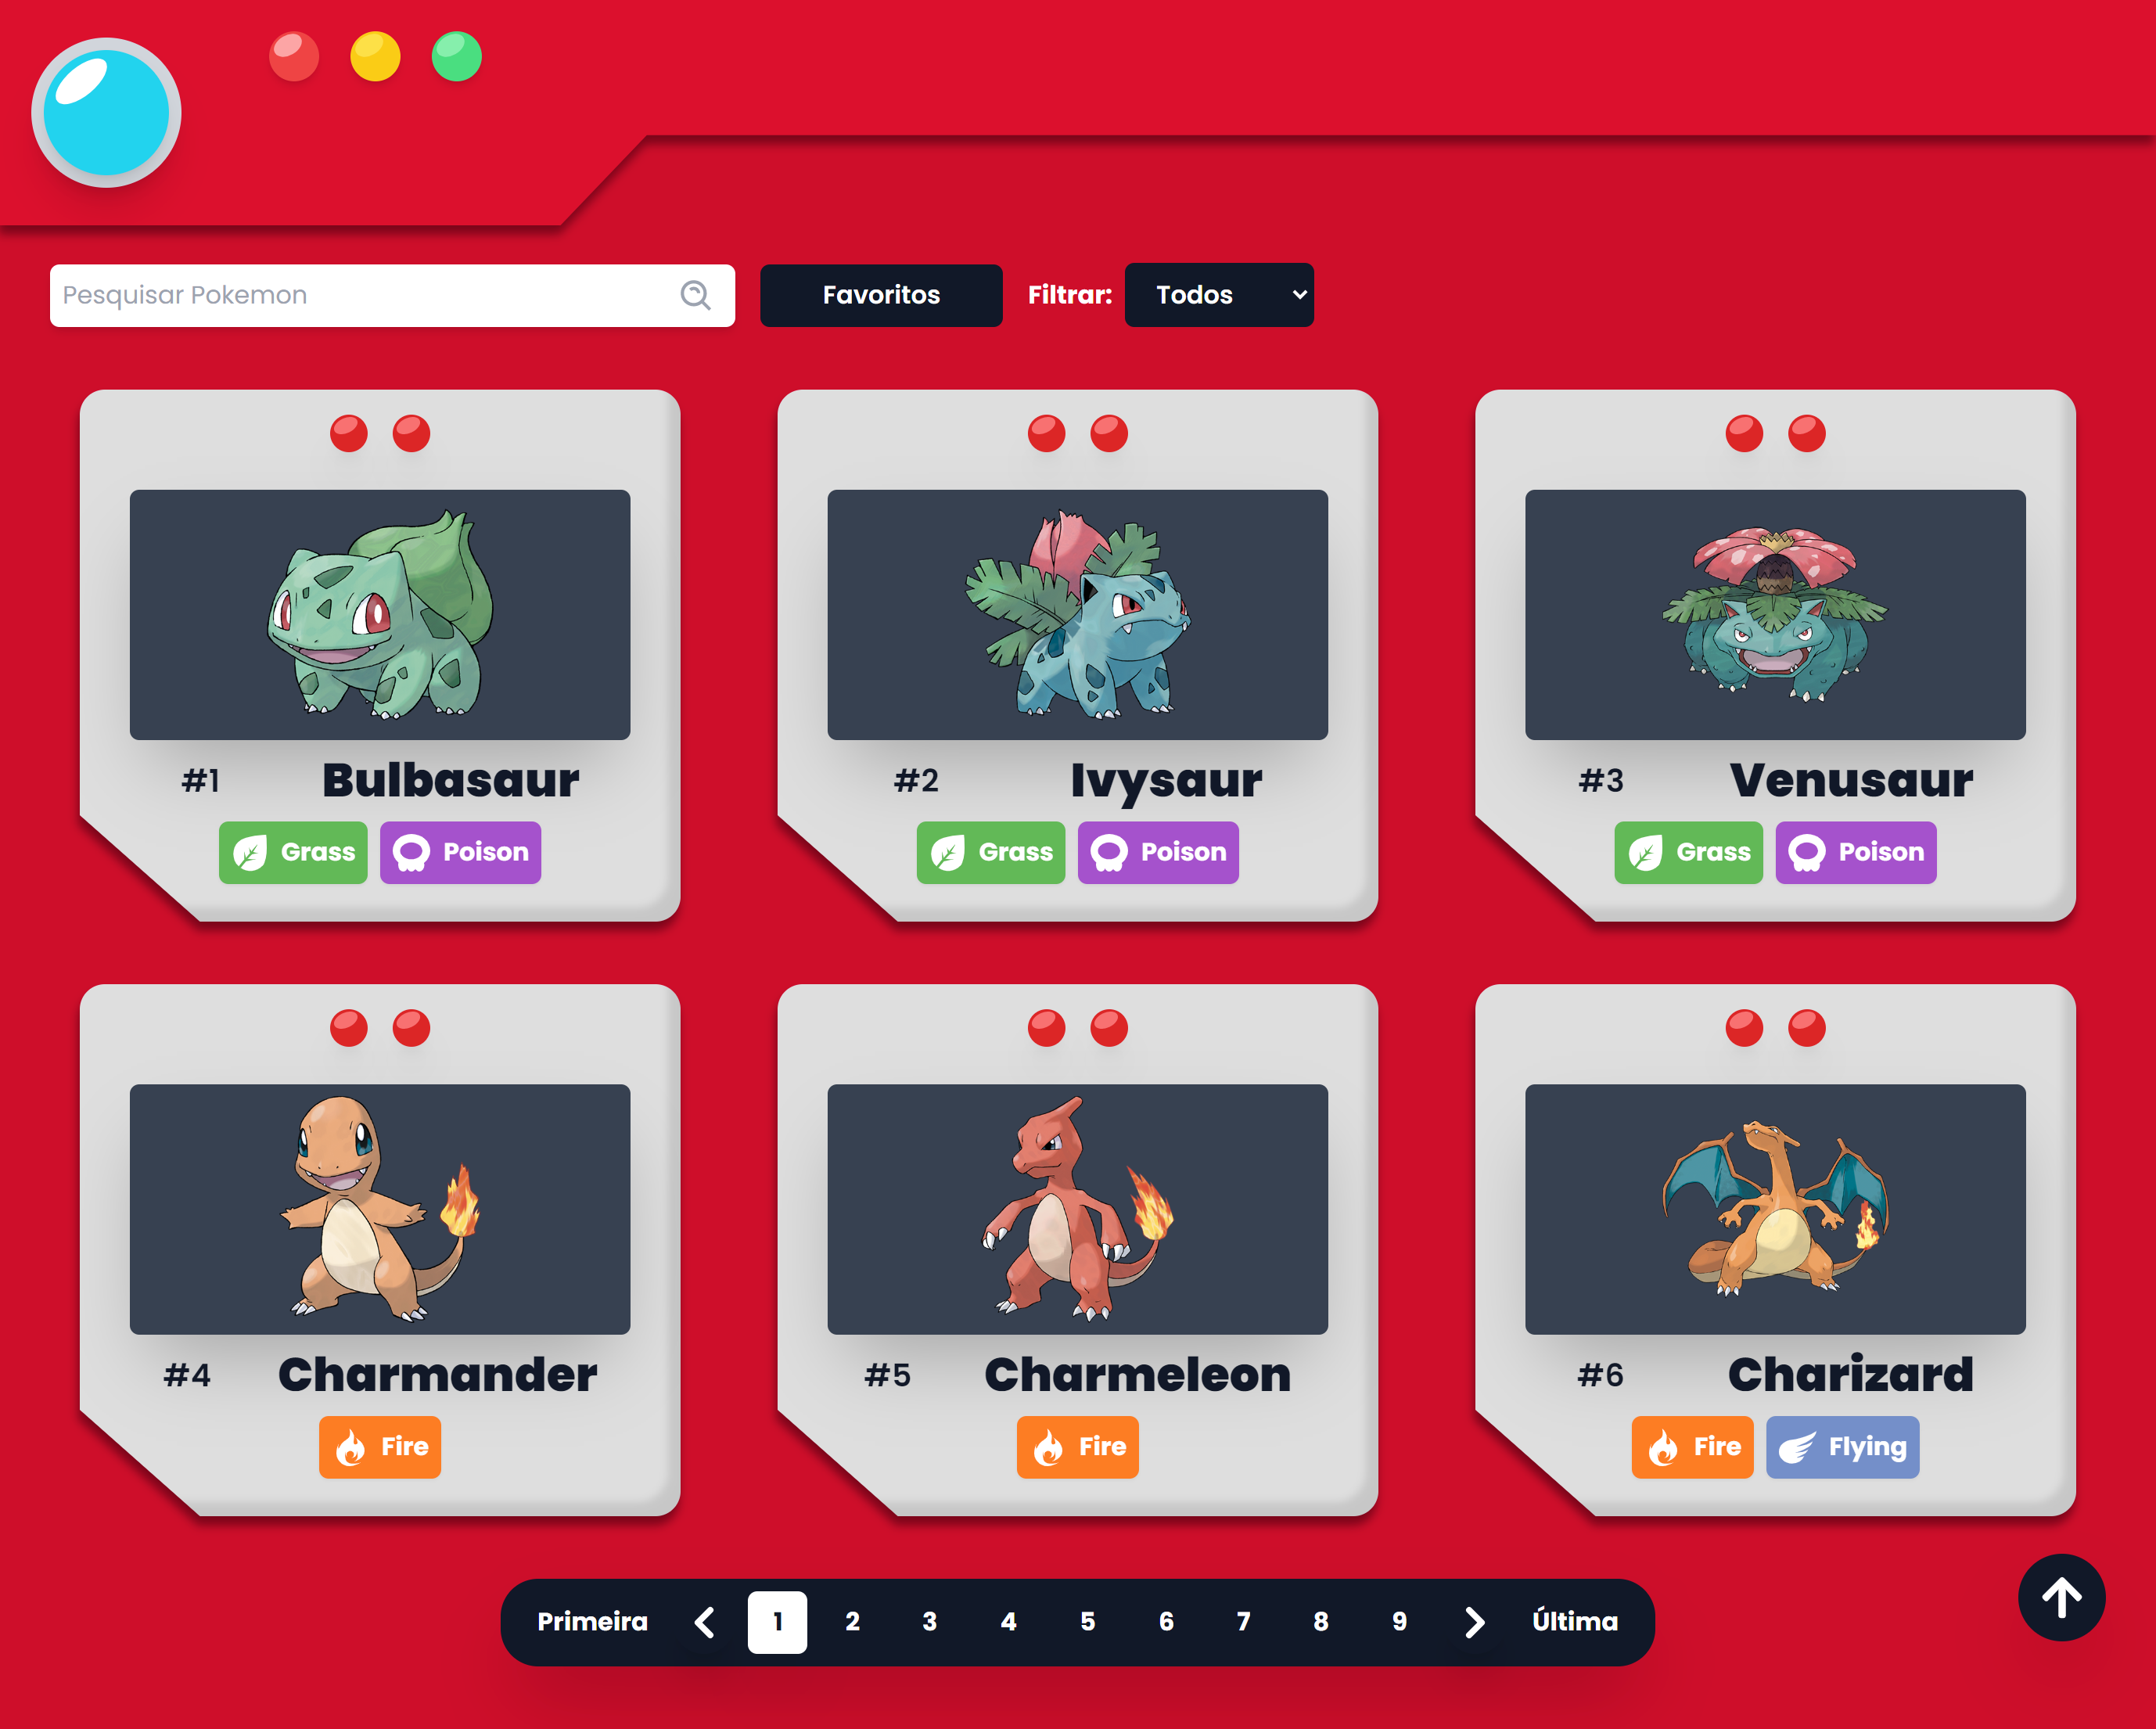 Pesquisar Pokemon Favoritos Filtrar: Todos
#1 Bulbasaur
Grass Poison
#2 Ivysaur
Grass Poison
#3 Venusaur
Grass Poison
#4 Charmander
Fire
#5 Charmeleon
Fire
#6 Charizard
Fire Flying
Primeira 1 2 3 4 5 6 7 8 9 Última